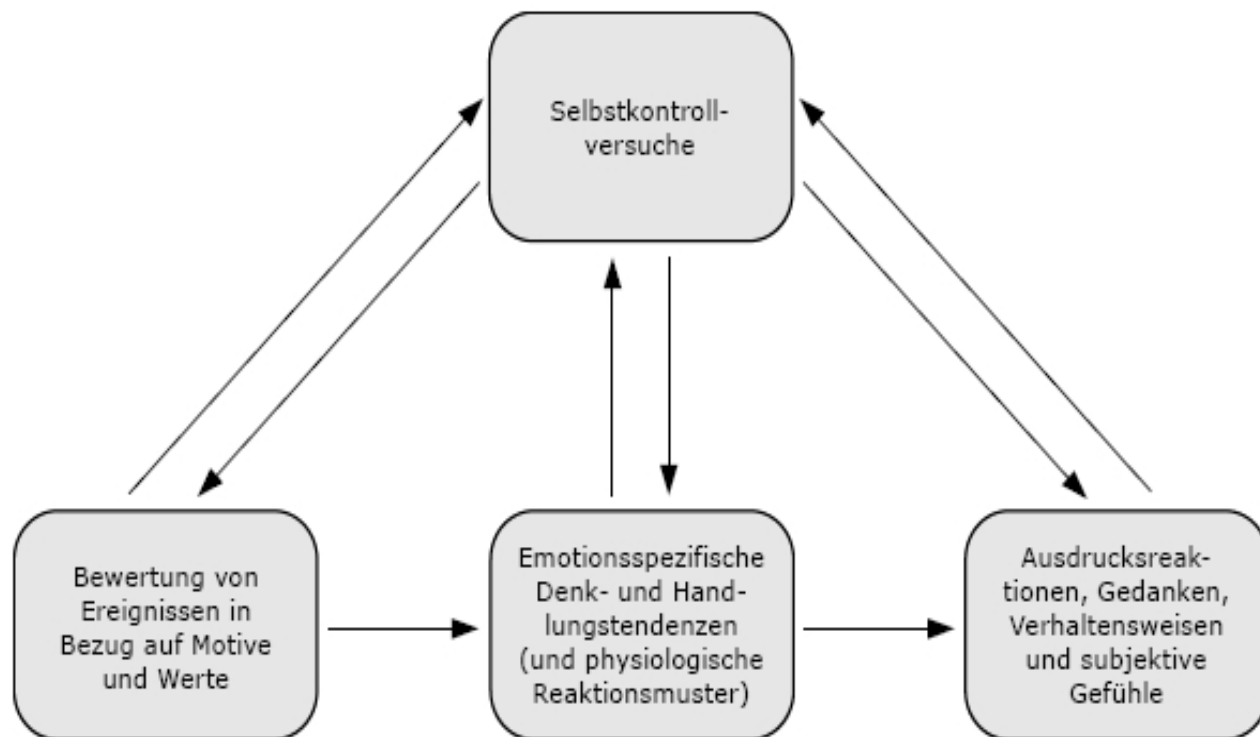 Selbstkontroll-
versuche
Bewertung von
Ereignissen in
Bezug auf Motive
und Werte
Emotionsspezifische
Denk- und Hand-
lungstendenzen
(und physiologische
Reaktionsmuster)
Ausdrucksreak-
tionen, Gedanken,
Verhaltensweisen
und subjektive
Gefühle